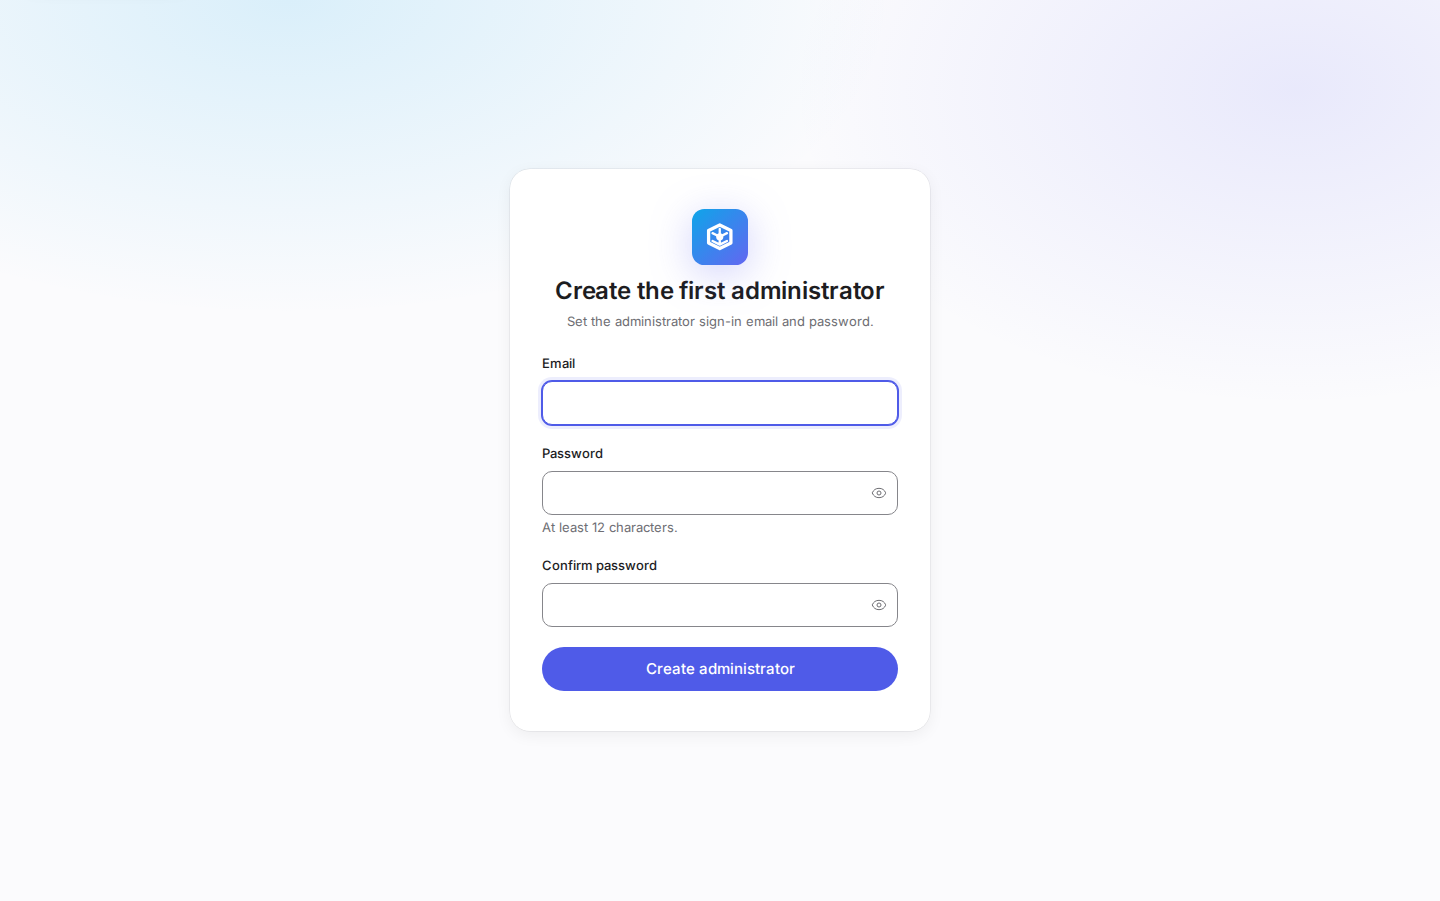 Create the first administrator
Set the administrator sign-in email and password.
Email
Password
At least 12 characters.
Confirm password
Create administrator